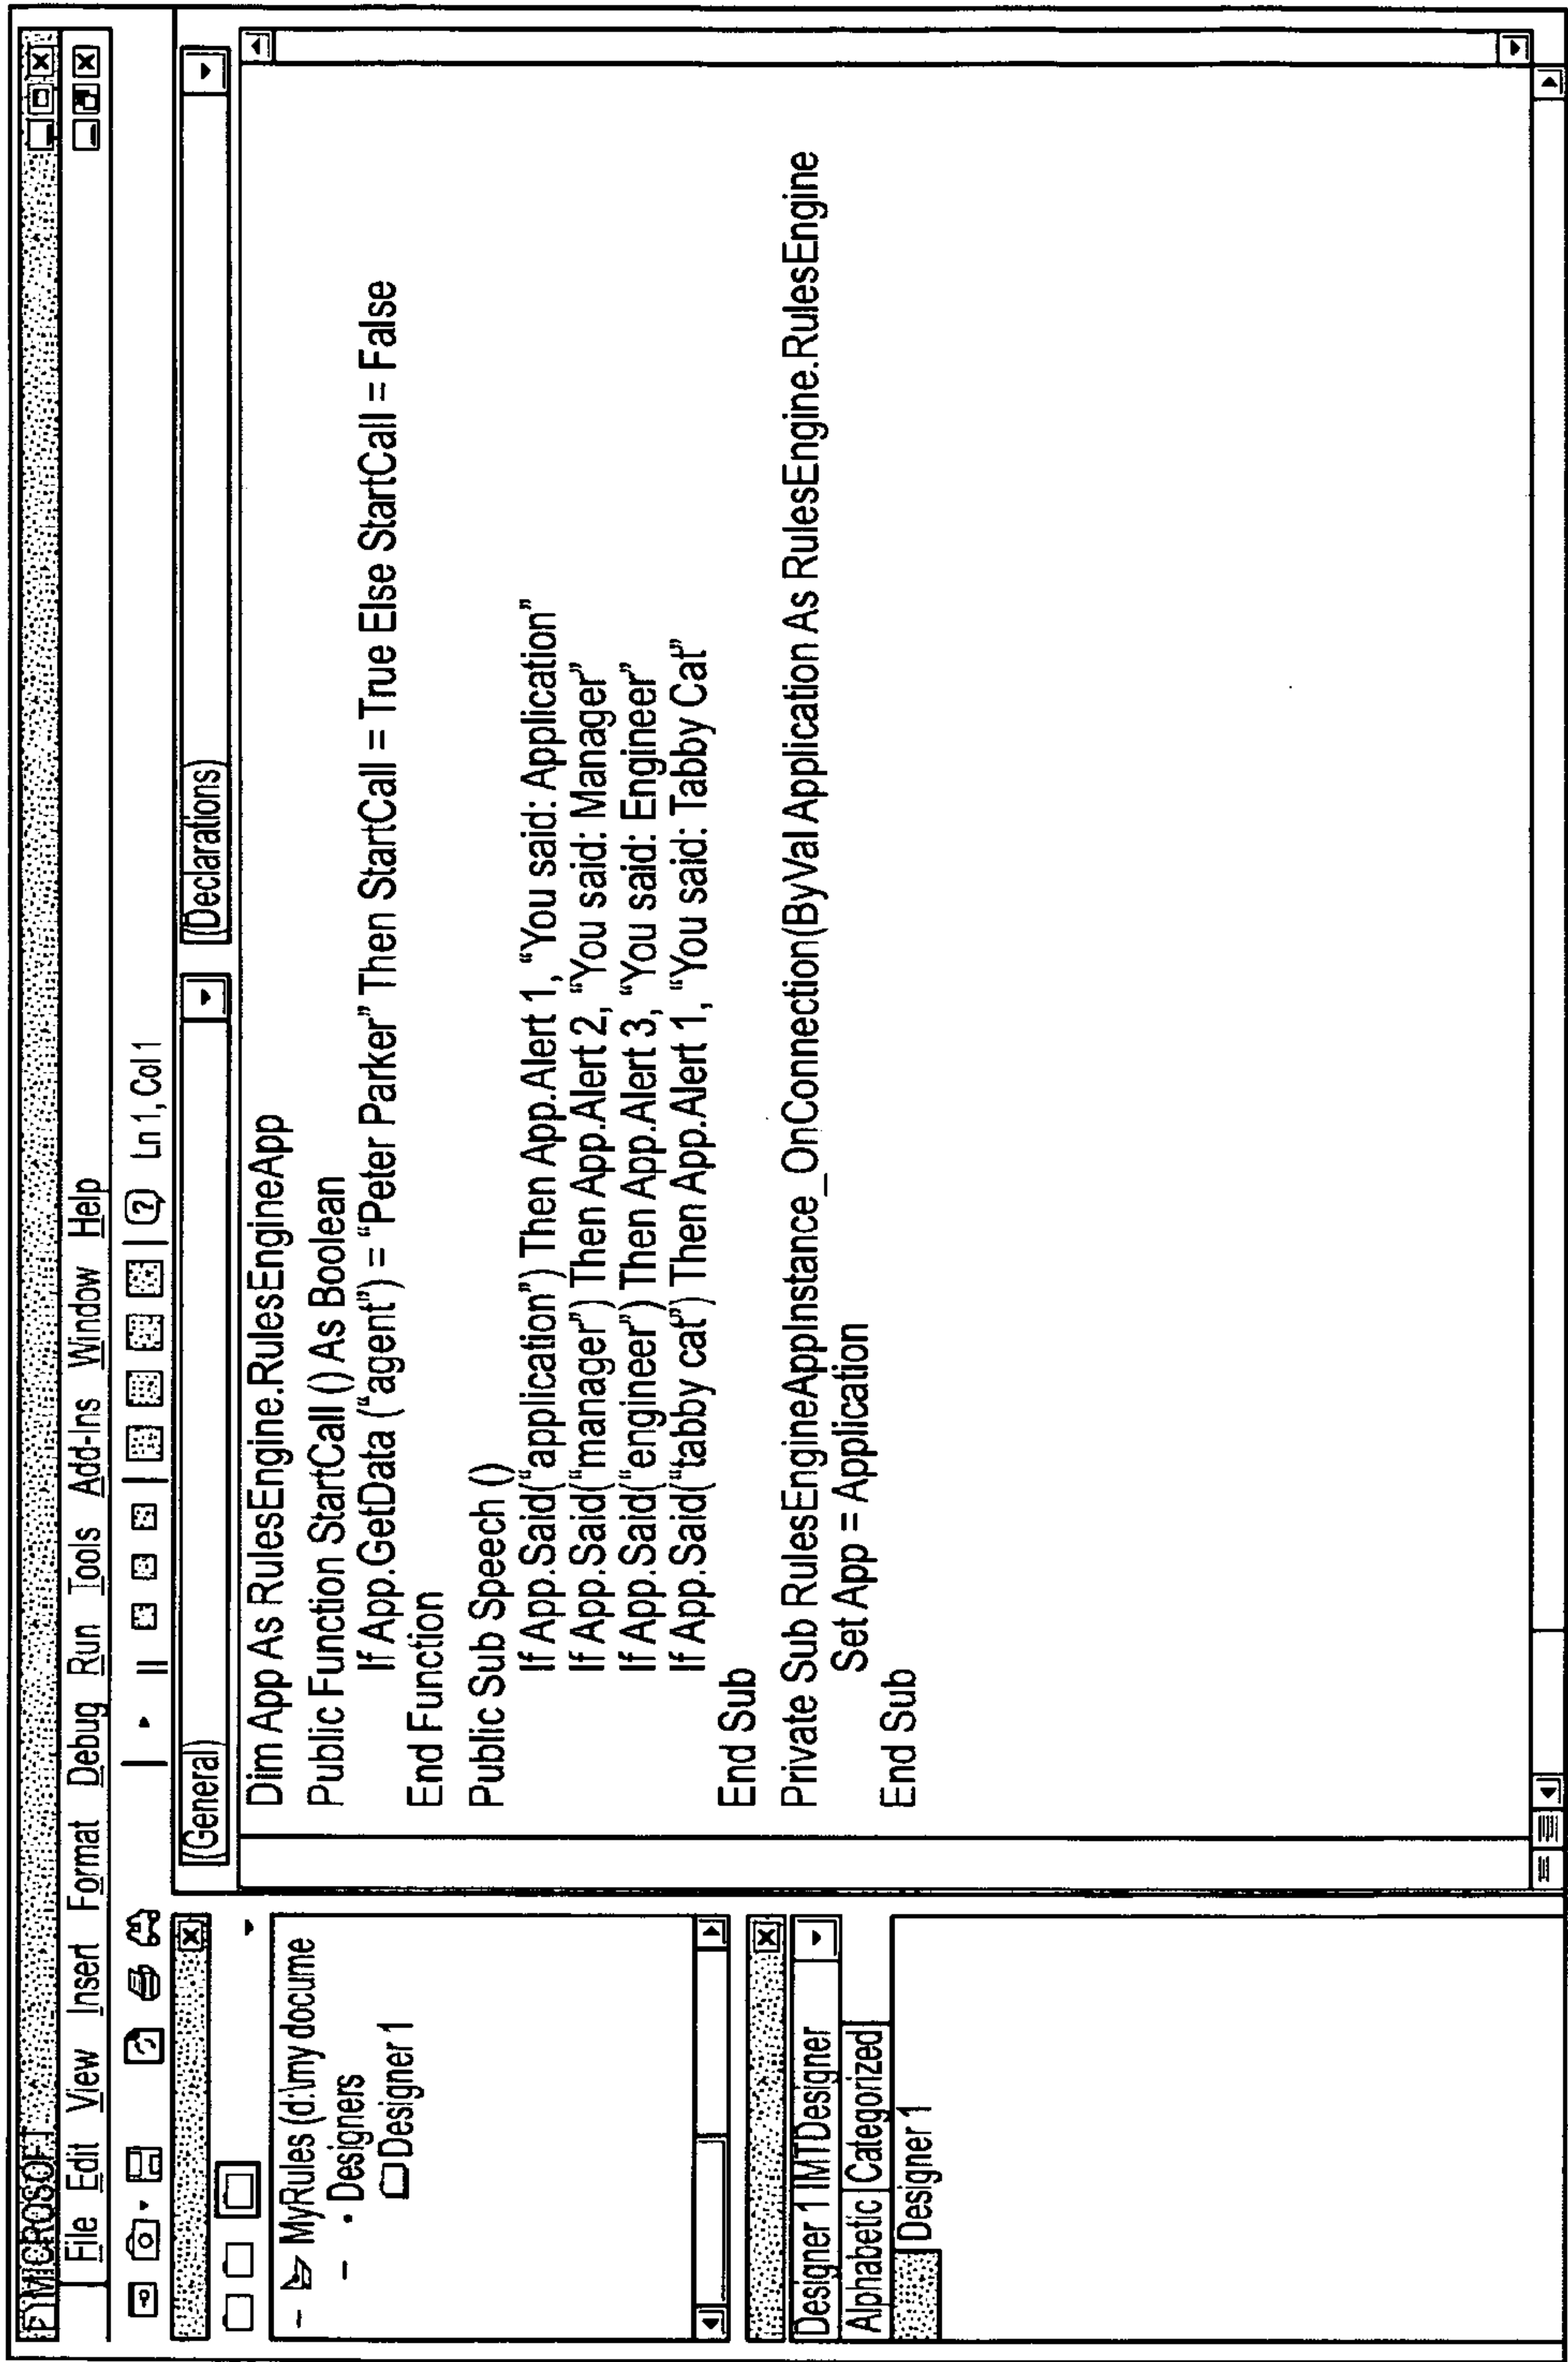 MICROSOFT
File Edit View Insert Format Debug Run Tools Add-Ins Window Help
Ln 1, Col 1
MyRules (d:\my docume
Designers
Designer 1
Designer 1 IMTDesigner
Alphabetic Categorized
Designer 1
(General) (Declarations)
Dim App As RulesEngine.RulesEngineApp
Public Function StartCall () As Boolean
If App.GetData (“agent”) = “Peter Parker” Then StartCall = True Else StartCall = False
End Function
Public Sub Speech ()
If App.Said(“application”) Then App.Alert 1, “You said: Application”
If App.Said(“manager”) Then App.Alert 2, “You said: Manager”
If App.Said(“engineer”) Then App.Alert 3, “You said: Engineer”
If App.Said(“tabby cat”) Then App.Alert 1, “You said: Tabby Cat”
End Sub
Private Sub RulesEngineAppInstance_OnConnection(ByVal Application As RulesEngine.RulesEngine
Set App = Application
End Sub